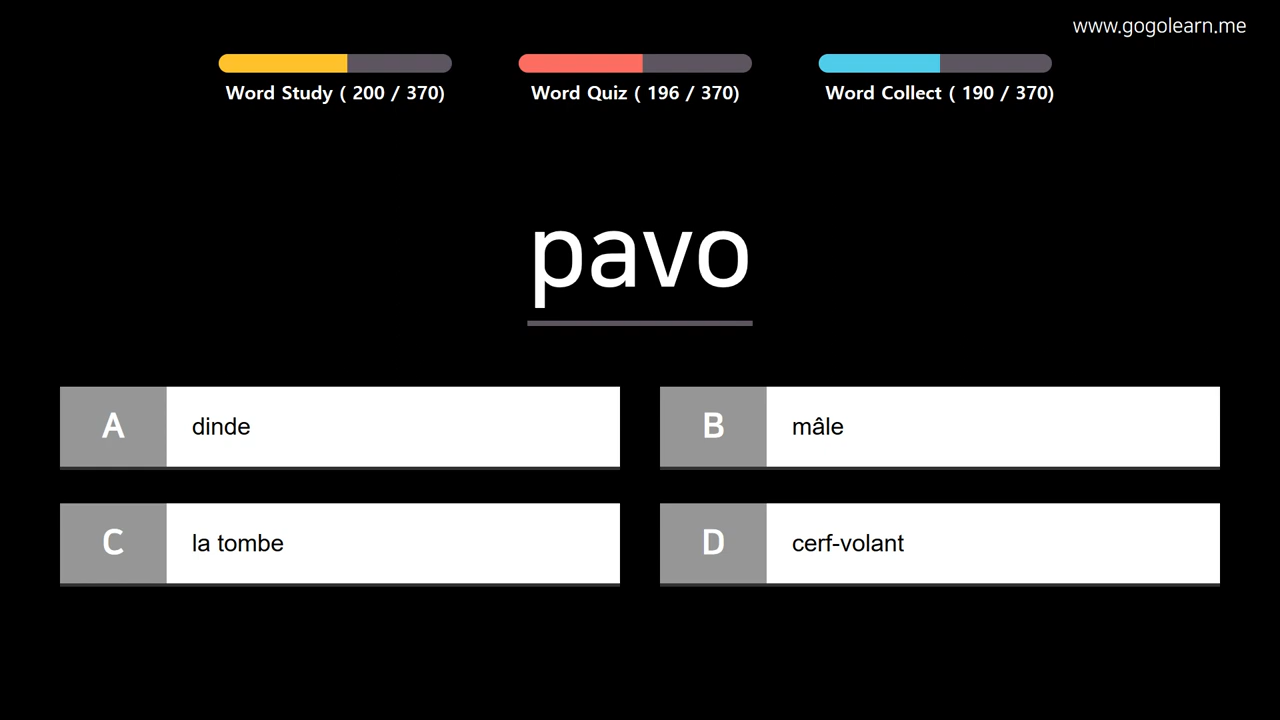 www.gogolearn.me
Word Study ( 200 / 370)
Word Quiz ( 196 / 370)
Word Collect ( 190 / 370)
pavo
A dinde
B mâle
C la tombe
D cerf-volant